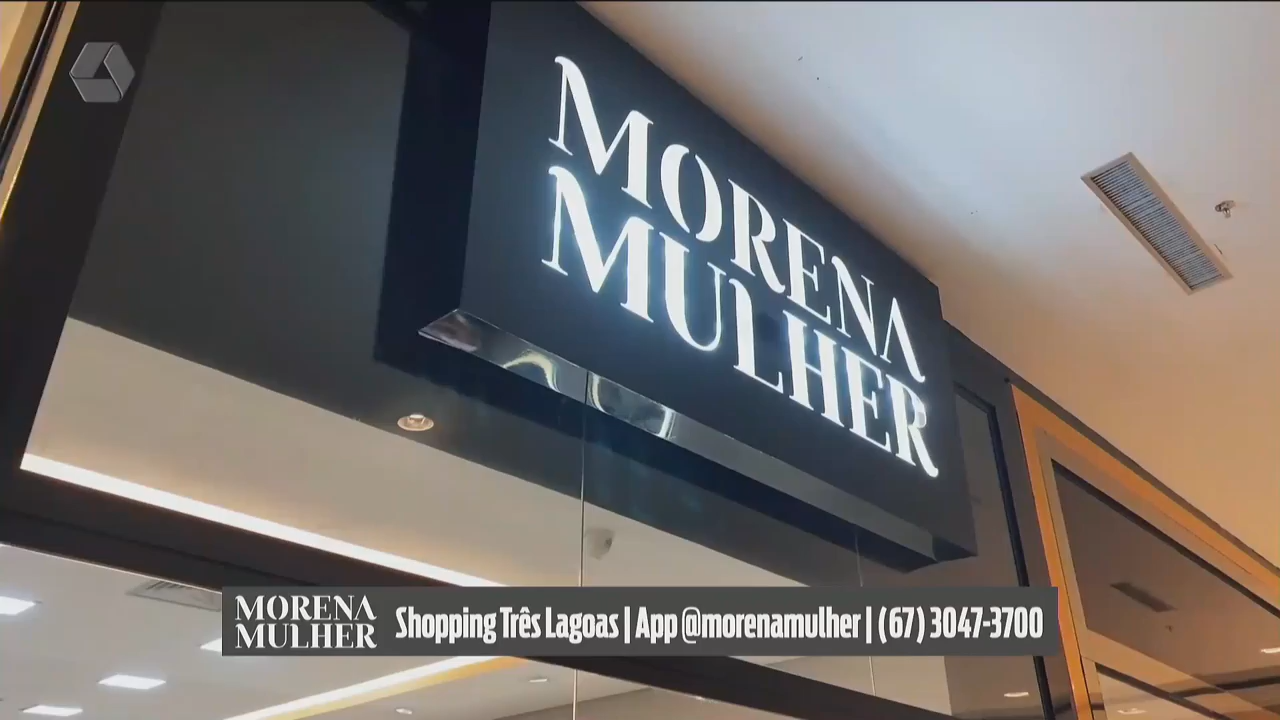 MORENA
MULHER
MORENA
MULHER
Shopping Três Lagoas | App @morenamulher | (67) 3047-3700